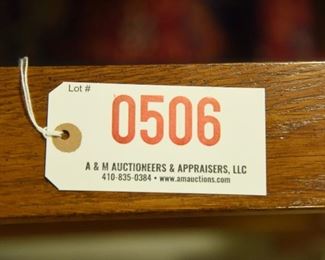 Lot #
0506
A & M AUCTIONEERS & APPRAISERS, LLC
410-835-0384 • www.amauctions.com